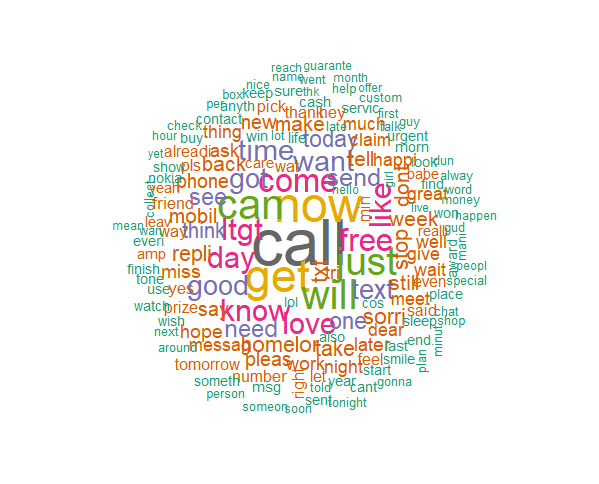 reach guarante
name went month
nice help offer
box keep sure thk custom
per anyth pick cash servic
contact new make thank hey much first
check thing win lot life late talk guy
buy time today claim urgent
hour alreadi ask want tell happi morn
yet pls back care wat look dun
show got come send dont babe alway
nokia phone hello girl find word
yeah see can now like great money
collect friend mobil min live won happen
leav ltgt call free week realli gud
mean wan way think stop well award mani
everi day just give speopl
amp repli txt tri wait special
finish miss get still even
tone good will text meet place
use yes lol cos said chat
watch prize say know love one sorri sleep shop
wish hope need also dear end minut
next messag homelor take later last
around pleas work night feel smile plan
tomorrow number let right year start
someth msg told cant gonna
person sent tonight
someon soon